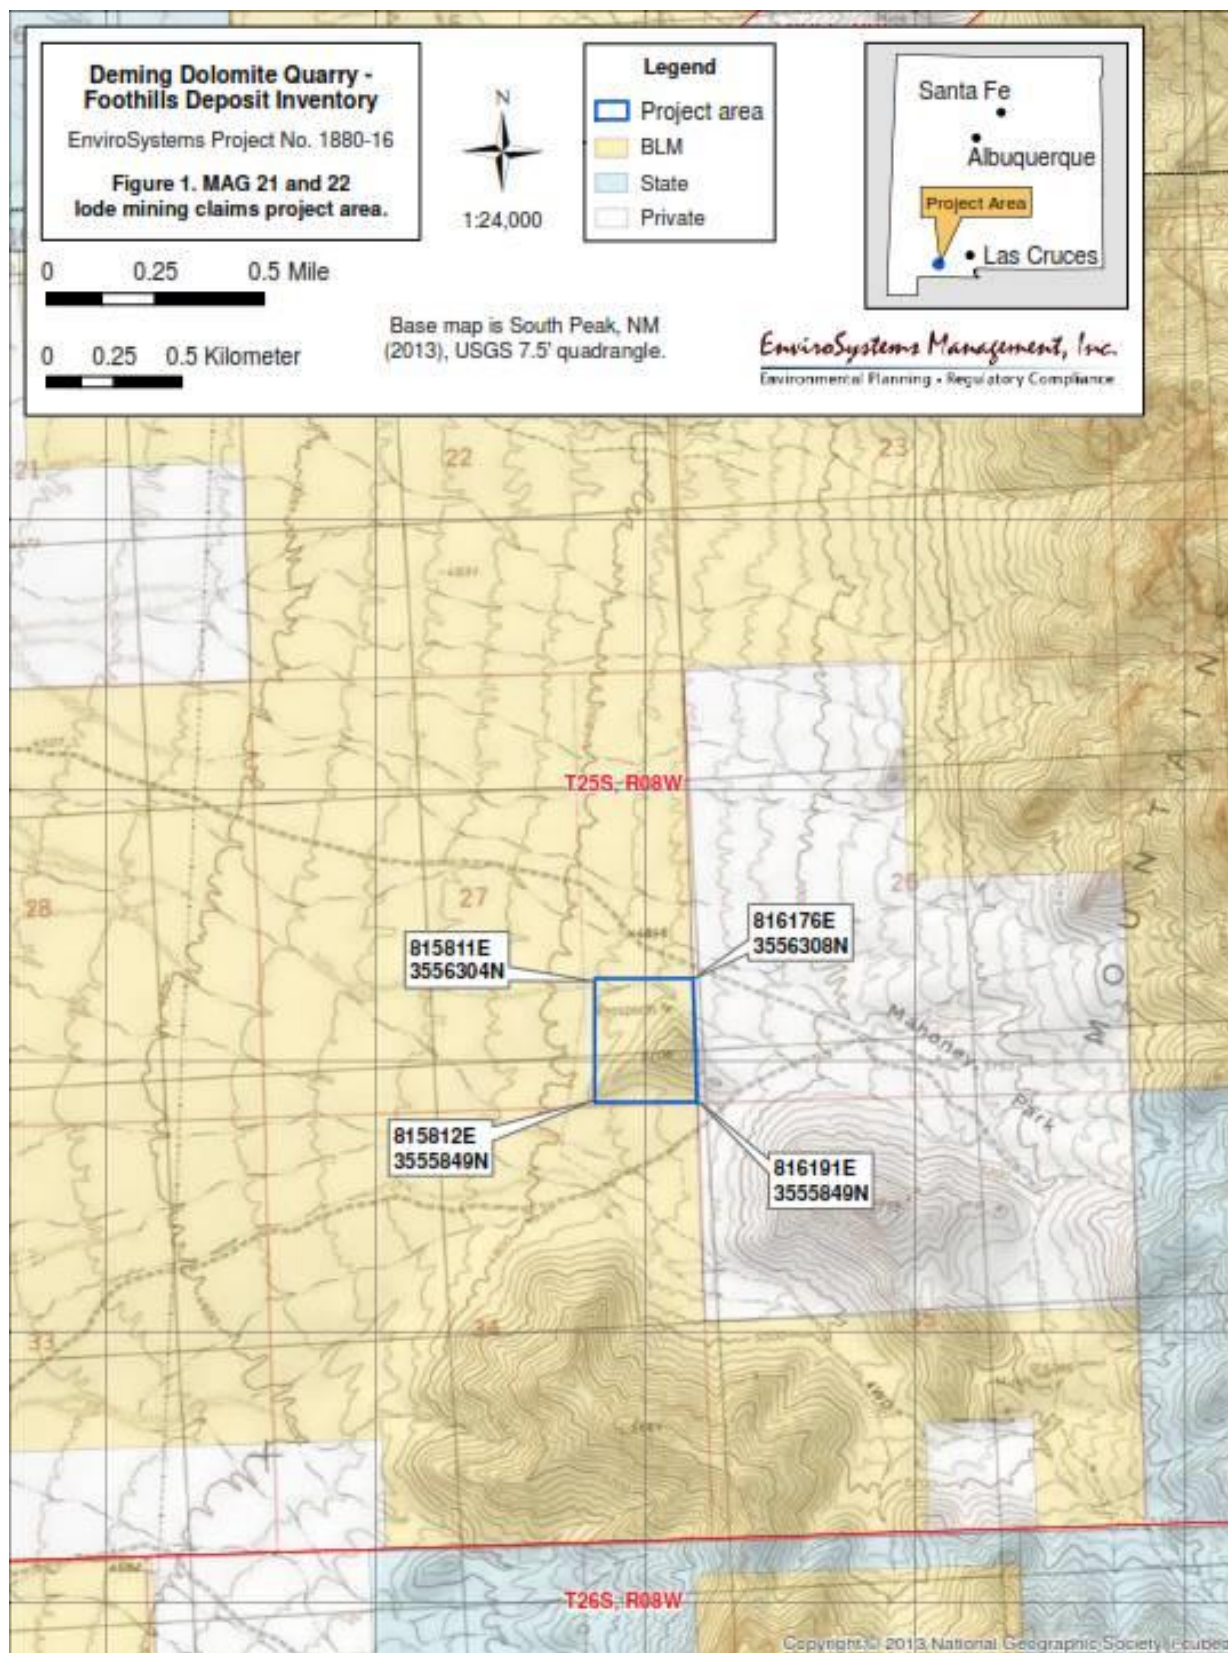 Deming Dolomite Quarry -
Foothills Deposit Inventory
EnviroSystems Project No. 1880-16
Figure 1. MAG 21 and 22
lode mining claims project area.
N
1:24,000
Legend
Project area
BLM
State
Private
Santa Fe
Albuquerque
Project Area
Las Cruces
0 0.25 0.5 Mile
0 0.25 0.5 Kilometer
Base map is South Peak, NM
(2013), USGS 7.5' quadrangle.
EnviroSystems Management, Inc.
Environmental Planning • Regulatory Compliance
21
22
23
T25S, R08W
28
27
26
815811E
3556304N
816176E
3556308N
MOUNTAIN
Mahoney
Park
815812E
3555849N
816191E
3555849N
33
34
35
4WD
T26S, R08W
Copyright:© 2013 National Geographic Society, i-cubed